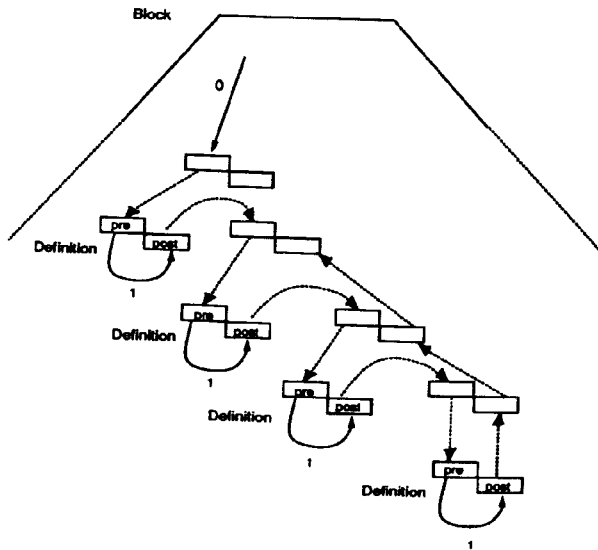 Block
0
pre
post
Definition
1
pre
post
Definition
1
pre
post
Definition
1
pre
post
Definition
1